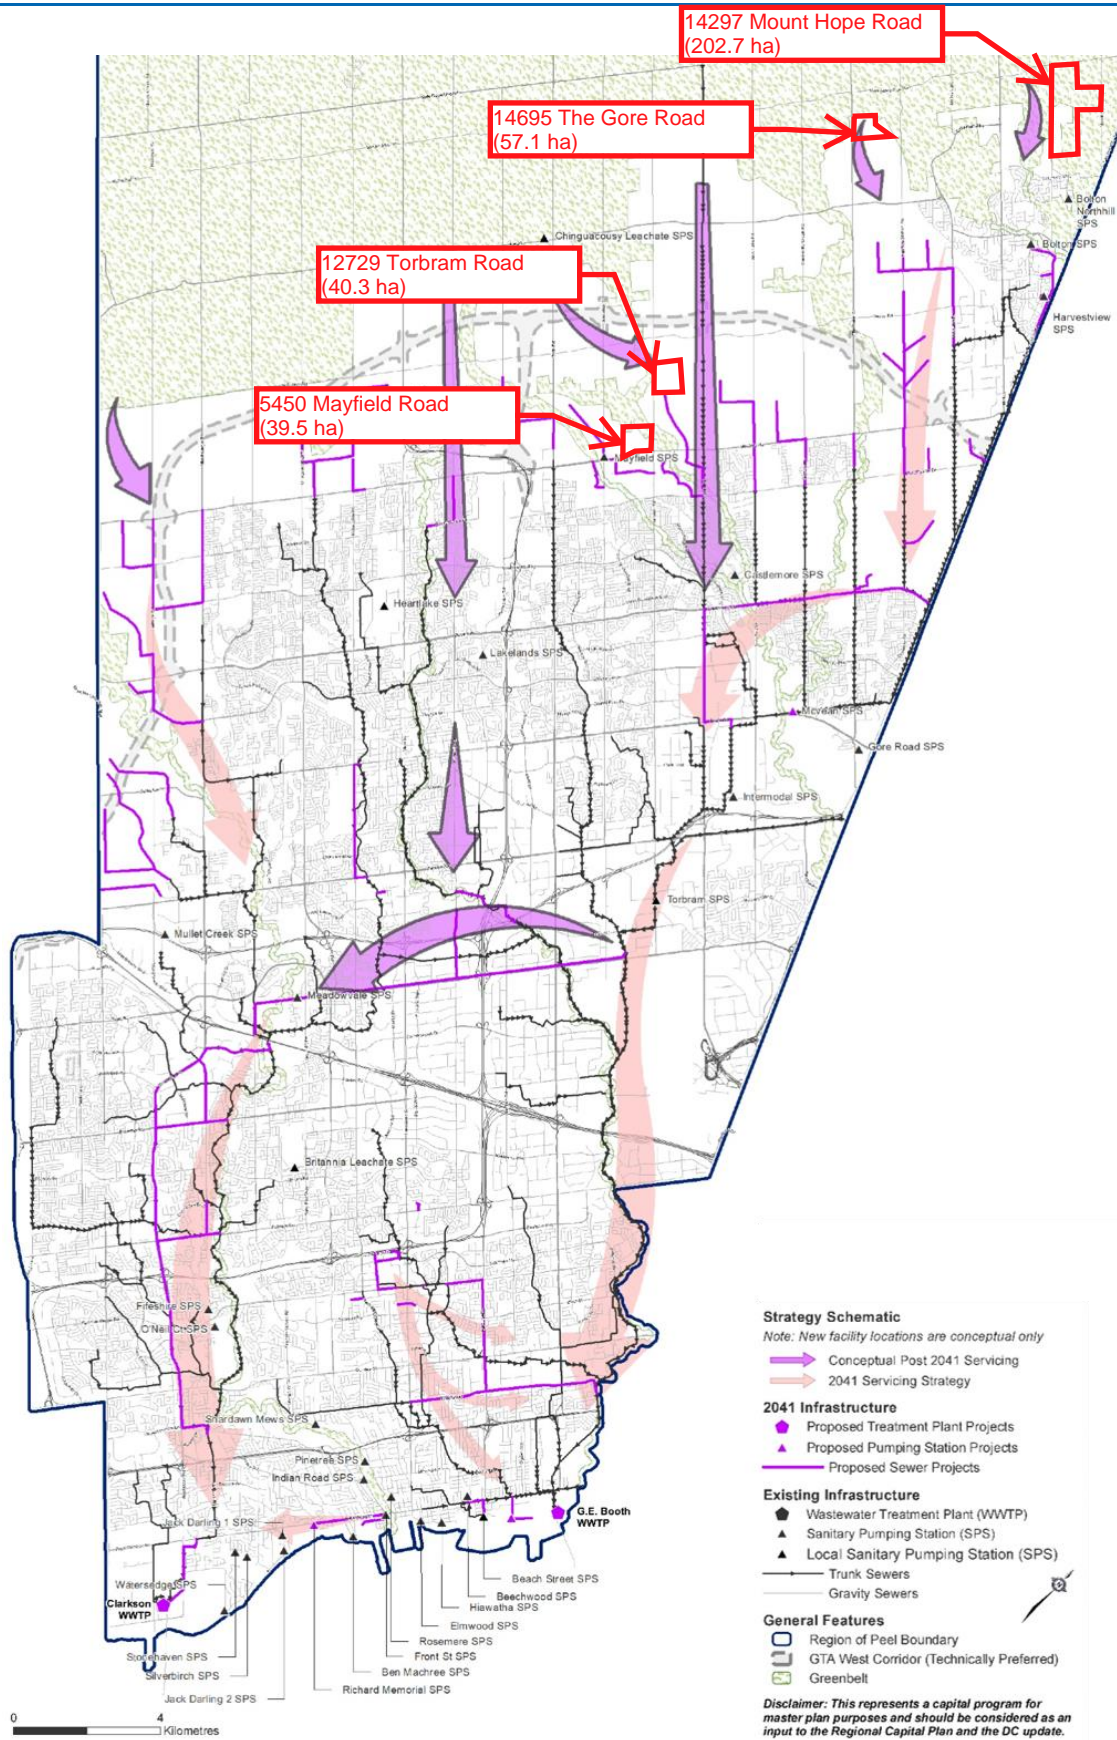 14297 Mount Hope Road
(202.7 ha)
14695 The Gore Road
(57.1 ha)
Bolton
Northhill
SPS
Bolton SPS
Chinguacousy Leachate SPS
12729 Torbram Road
(40.3 ha)
Harvestview
SPS
5450 Mayfield Road
(39.5 ha)
Mayfield SPS
Castlemore SPS
Heartlake SPS
Lakelands SPS
Mcvean SPS
Gore Road SPS
Intermodal SPS
Torbram SPS
Mullet Creek SPS
Meadowvale SPS
Britannia Leachate SPS
Fifeshire SPS
O'Neil Ct SPS
Shardawn Mews SPS
Pinetree SPS
Indian Road SPS
Jack Darling 1 SPS
G.E. Booth
WWTP
Watersedge SPS
Clarkson
WWTP
Beach Street SPS
Beechwood SPS
Hiawatha SPS
Elmwood SPS
Rosemere SPS
Front St SPS
Ben Machree SPS
Richard Memorial SPS
Stonehaven SPS
Silverbirch SPS
Jack Darling 2 SPS
0 4
Kilometres
Strategy Schematic
Note: New facility locations are conceptual only
Conceptual Post 2041 Servicing
2041 Servicing Strategy
2041 Infrastructure
Proposed Treatment Plant Projects
Proposed Pumping Station Projects
Proposed Sewer Projects
Existing Infrastructure
Wastewater Treatment Plant (WWTP)
Sanitary Pumping Station (SPS)
Local Sanitary Pumping Station (SPS)
Trunk Sewers
Gravity Sewers
General Features
Region of Peel Boundary
GTA West Corridor (Technically Preferred)
Greenbelt
Disclaimer: This represents a capital program for
master plan purposes and should be considered as an
input to the Regional Capital Plan and the DC update.